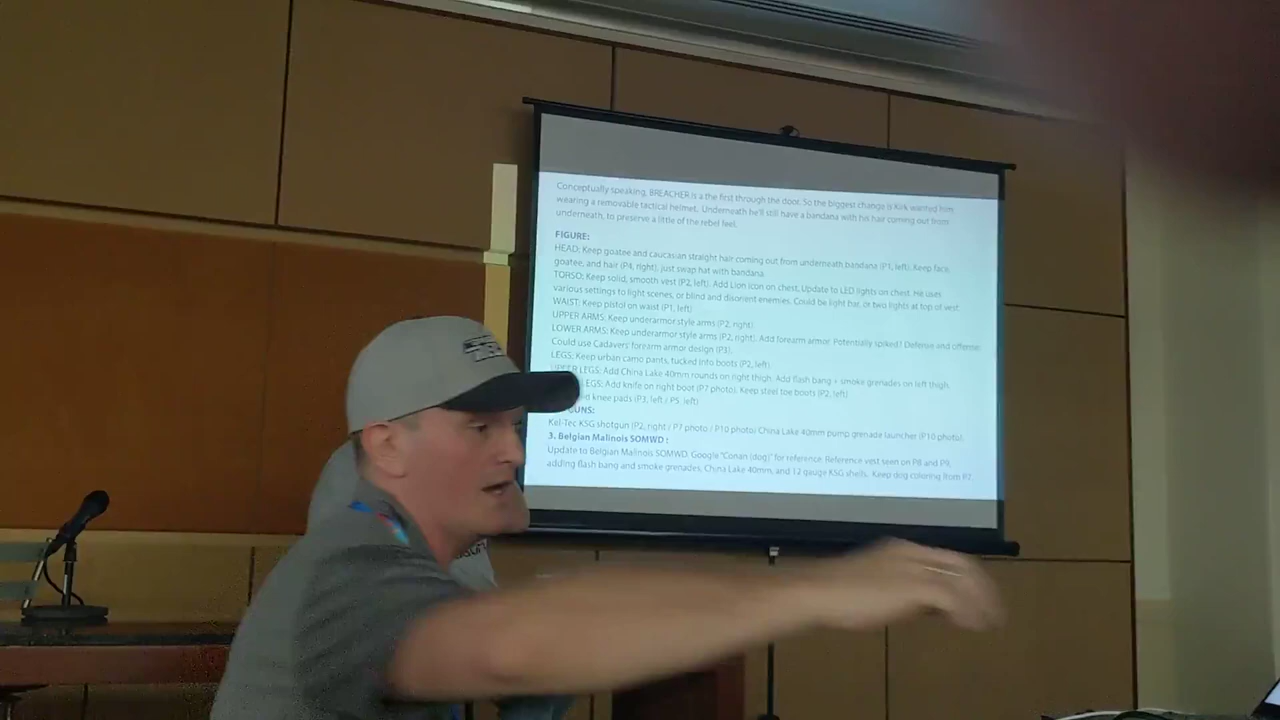 Conceptually speaking, BREACHER is a the first through the door. So the biggest change is Kirk wanted him
wearing a removable tactical helmet. Underneath he'll still have a bandana with his hair coming out from
underneath, to preserve a little of the rebel feel.
FIGURE:
HEAD: Keep goatee and caucasian straight hair coming out from underneath bandana (P1, left). Keep face,
goatee, and hair (P4, right), just swap hat with bandana.
TORSO: Keep solid, smooth vest (P2, left). Add Lion icon on chest. Update to LED lights on chest. He uses
various settings to light scenes, or blind and disorient enemies. Could be light bar, or two lights at top of vest.
WAIST: Keep pistol on waist (P1, left)
UPPER ARMS: Keep underarmor style arms (P2, right)
LOWER ARMS: Keep underarmor style arms (P2, right). Add forearm armor. Potentially spiked! Defense and offense.
Could use Cadavers' forearm armor design (P3).
LEGS: Keep urban camo pants, tucked into boots (P2, left)
LEGS: Add China Lake 40mm rounds on right thigh. Add flash bang + smoke grenades on left thigh.
EGS: Add knife on right boot (P7 photo). Keep steel toe boots (P2, left)
d knee pads (P3, left / P5, left)
UNS:
Kel-Tec KSG shotgun (P2, right / P7 photo / P10 photo) China Lake 40mm pump grenade launcher (P10 photo).
3. Belgian Malinois SOMWD :
Update to Belgian Malinois SOMWD. Google "Conan (dog)" for reference. Reference vest seen on P8 and P9,
adding flash bang and smoke grenades, China Lake 40mm, and 12 gauge KSG shells. Keep dog coloring from P7.